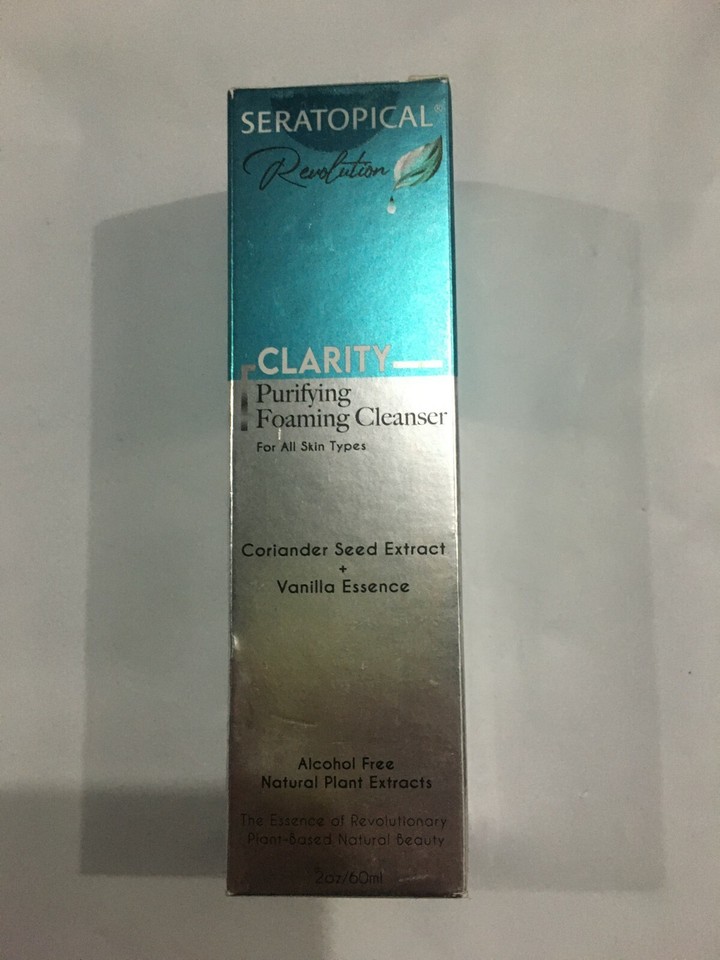 SERATOPICAL®
Revolution
CLARITY
Purifying
Foaming Cleanser
For All Skin Types
Coriander Seed Extract
+
Vanilla Essence
Alcohol Free
Natural Plant Extracts
The Essence of Revolutionary
Plant-Based Natural Beauty
2oz/60ml